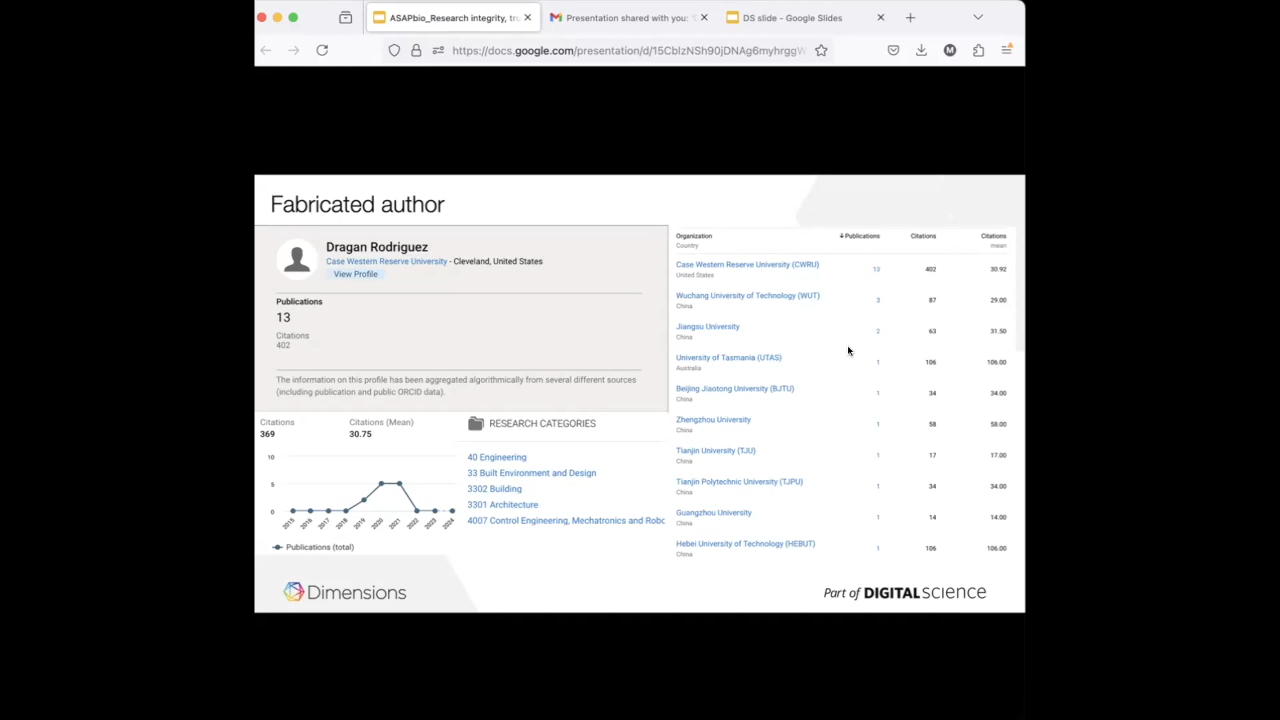 ASAPbio_Research integrity, tru
Presentation shared with you: "
DS slide - Google Slides
https://docs.google.com/presentation/d/15CblzNSh90jDNAg6myhrggW
M
Fabricated author
Dragan Rodriguez
Case Western Reserve University - Cleveland, United States
View Profile
Publications
13
Citations
402
The information on this profile has been aggregated algorithmically from several different sources
(including publication and public ORCID data).
Citations Citations (Mean)
369 30.75
10
5
0
2015 2016 2017 2018 2019 2020 2021 2022 2023 2024
Publications (total)
RESEARCH CATEGORIES
40 Engineering
33 Built Environment and Design
3302 Building
3301 Architecture
4007 Control Engineering, Mechatronics and Robo
Organization Publications Citations Citations
Country mean
Case Western Reserve University (CWRU) 13 402 30.92
United States
Wuchang University of Technology (WUT) 3 87 29.00
China
Jiangsu University 2 63 31.50
China
University of Tasmania (UTAS) 1 106 106.00
Australia
Beijing Jiaotong University (BJTU) 1 34 34.00
China
Zhengzhou University 1 58 58.00
China
Tianjin University (TJU) 1 17 17.00
China
Tianjin Polytechnic University (TJPU) 1 34 34.00
China
Guangzhou University 1 14 14.00
China
Hebei University of Technology (HEBUT) 1 106 106.00
China
Dimensions
Part of DIGITAL science